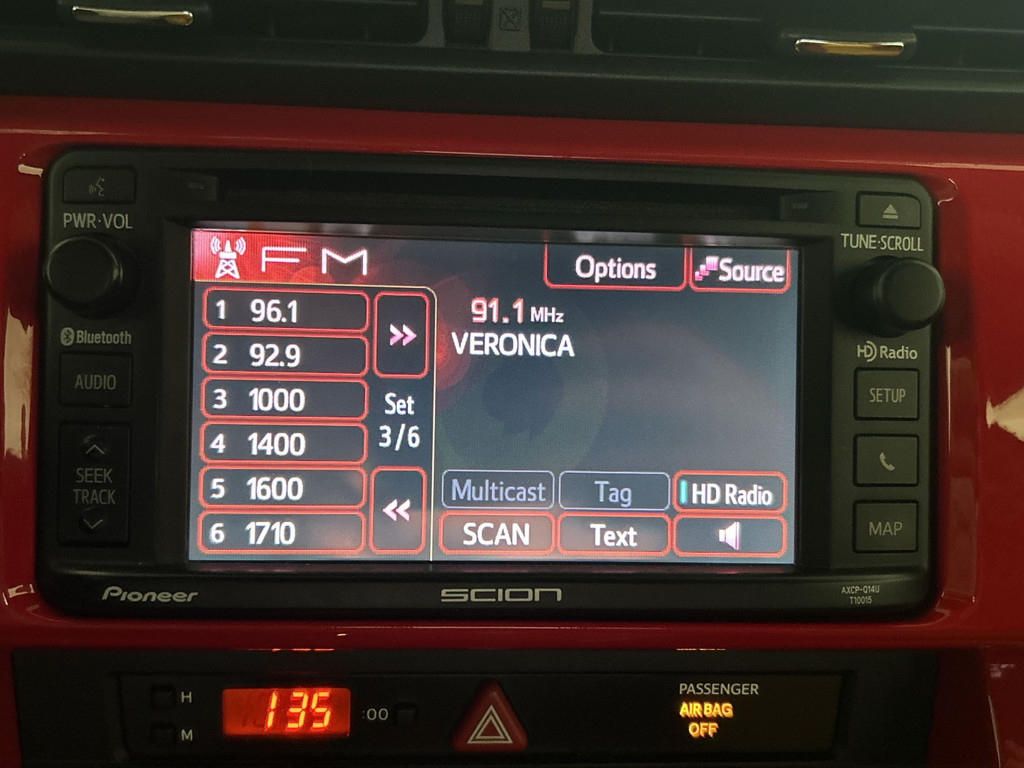 PWR·VOL
TUNE·SCROLL
FM
Options
Source
1 96.1
2 92.9
3 1000
4 1400
5 1600
6 1710
>>
Set
3/6
<<
91.1 MHz
VERONICA
Multicast
Tag
HD Radio
SCAN
Text
Bluetooth
AUDIO
SEEK
TRACK
HD Radio
SETUP
MAP
Pioneer
SCION
AXCP-Q14U
T10015
H
M
135
:00
PASSENGER
AIR BAG
OFF